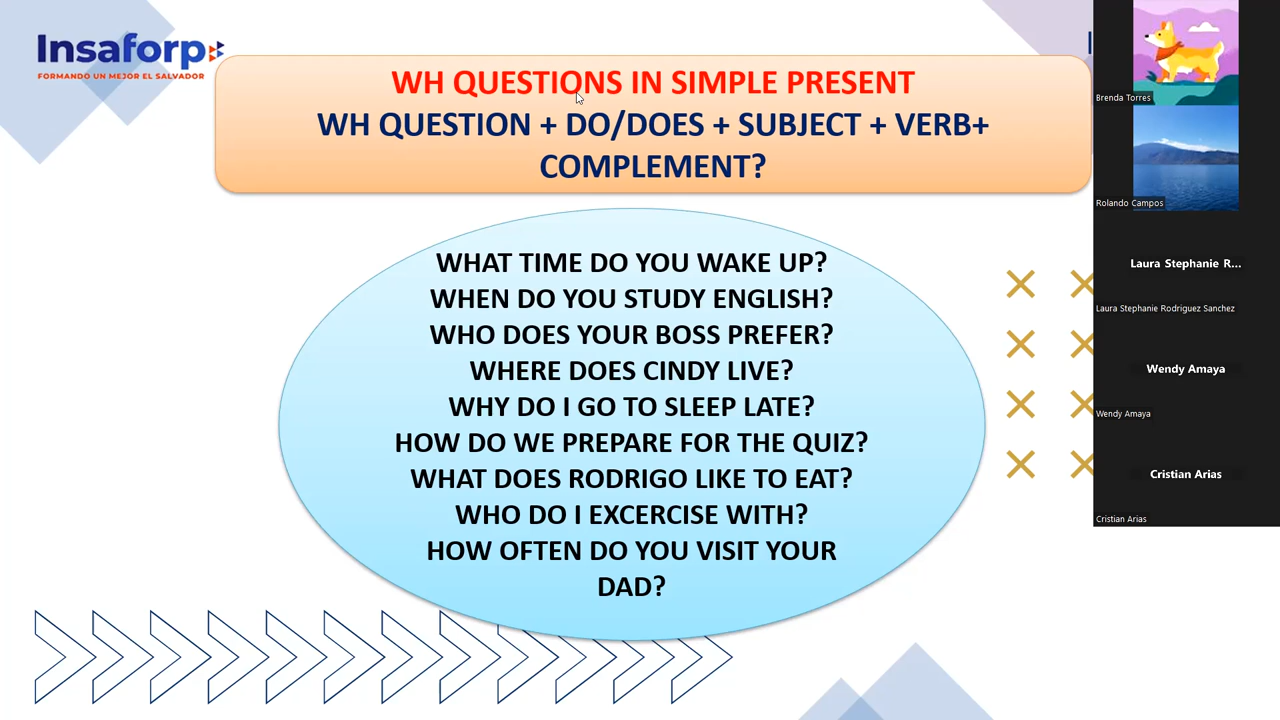 Insaforp
FORMANDO UN MEJOR EL SALVADOR
WH QUESTIONS IN SIMPLE PRESENT
WH QUESTION + DO/DOES + SUBJECT + VERB+
COMPLEMENT?
WHAT TIME DO YOU WAKE UP?
WHEN DO YOU STUDY ENGLISH?
WHO DOES YOUR BOSS PREFER?
WHERE DOES CINDY LIVE?
WHY DO I GO TO SLEEP LATE?
HOW DO WE PREPARE FOR THE QUIZ?
WHAT DOES RODRIGO LIKE TO EAT?
WHO DO I EXCERCISE WITH?
HOW OFTEN DO YOU VISIT YOUR
DAD?
Brenda Torres
Rolando Campos
Laura Stephanie R...
Laura Stephanie Rodriguez Sanchez
Wendy Amaya
Wendy Amaya
Cristian Arias
Cristian Arias